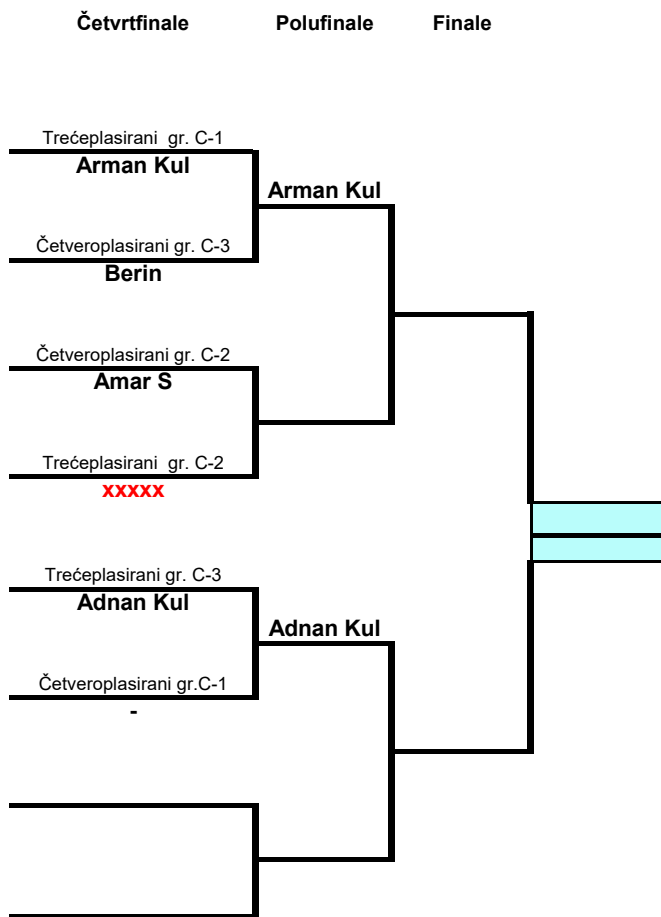 Četvrtfinale Polufinale Finale
Trećeplasirani gr. C-1
Arman Kul
Arman Kul
Četveroplasirani gr. C-3
Berin
Četveroplasirani gr. C-2
Amar S
Trećeplasirani gr. C-2
xxxxx
Trećeplasirani gr. C-3
Adnan Kul
Adnan Kul
Četveroplasirani gr.C-1
-